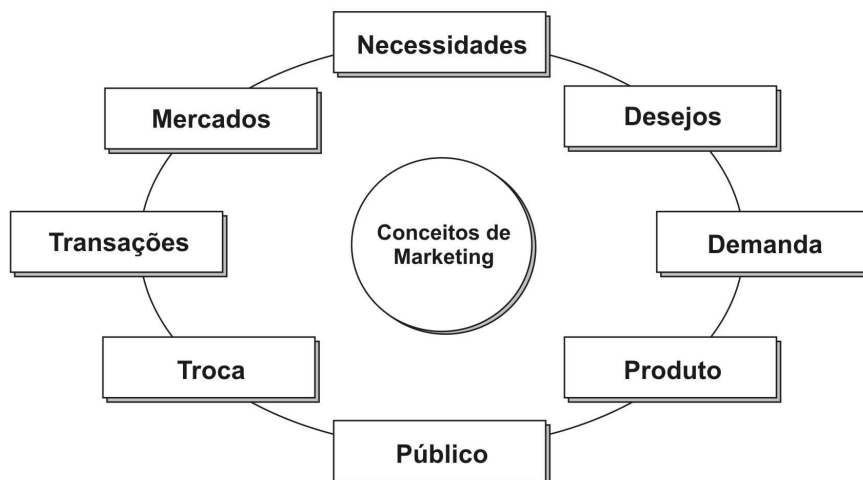 Necessidades
Mercados
Desejos
Transações
Conceitos de
Marketing
Demanda
Troca
Produto
Público